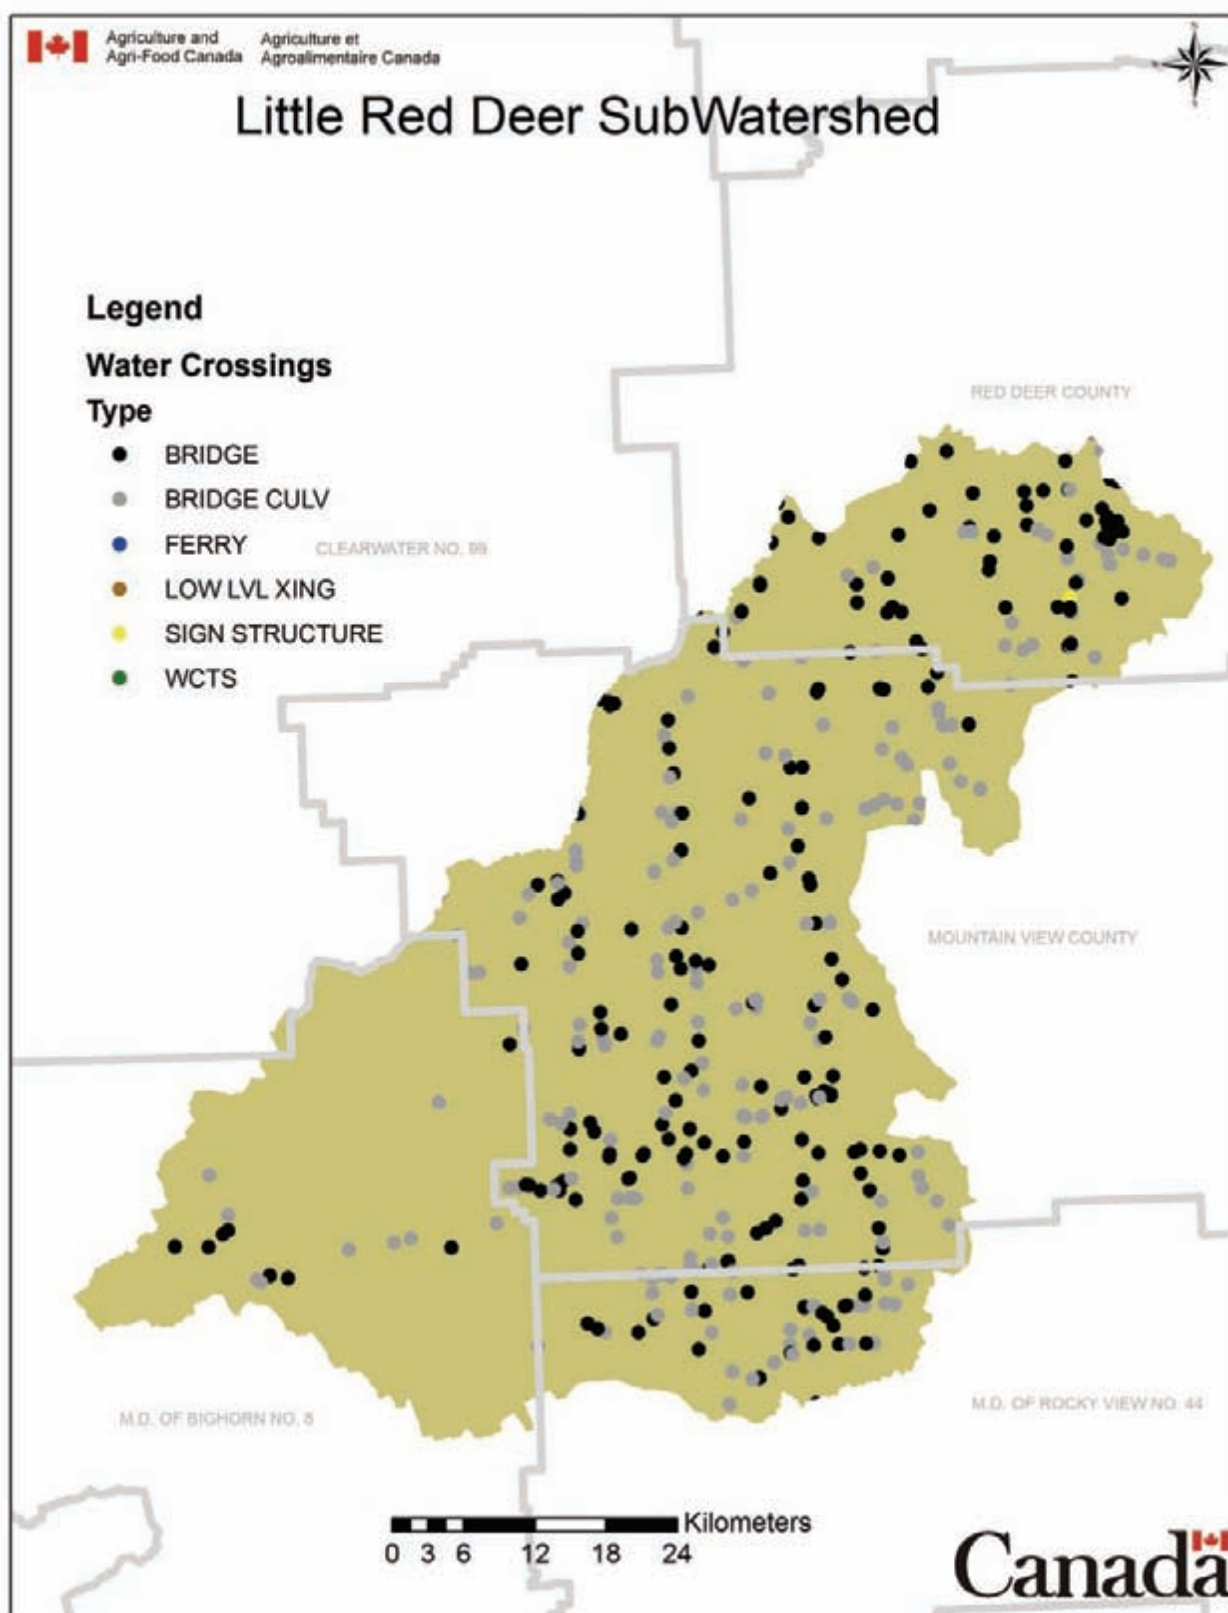 Agriculture and
Agri-Food Canada
Agriculture et
Agroalimentaire Canada
Little Red Deer SubWatershed
Legend
Water Crossings
Type
BRIDGE
BRIDGE CULV
FERRY
LOW LVL XING
SIGN STRUCTURE
WCTS
RED DEER COUNTY
CLEARWATER NO. 99
MOUNTAIN VIEW COUNTY
M.D. OF BIGHORN NO. 8
M.D. OF ROCKY VIEW NO. 44
Kilometers
0 3 6 12 18 24
Canada